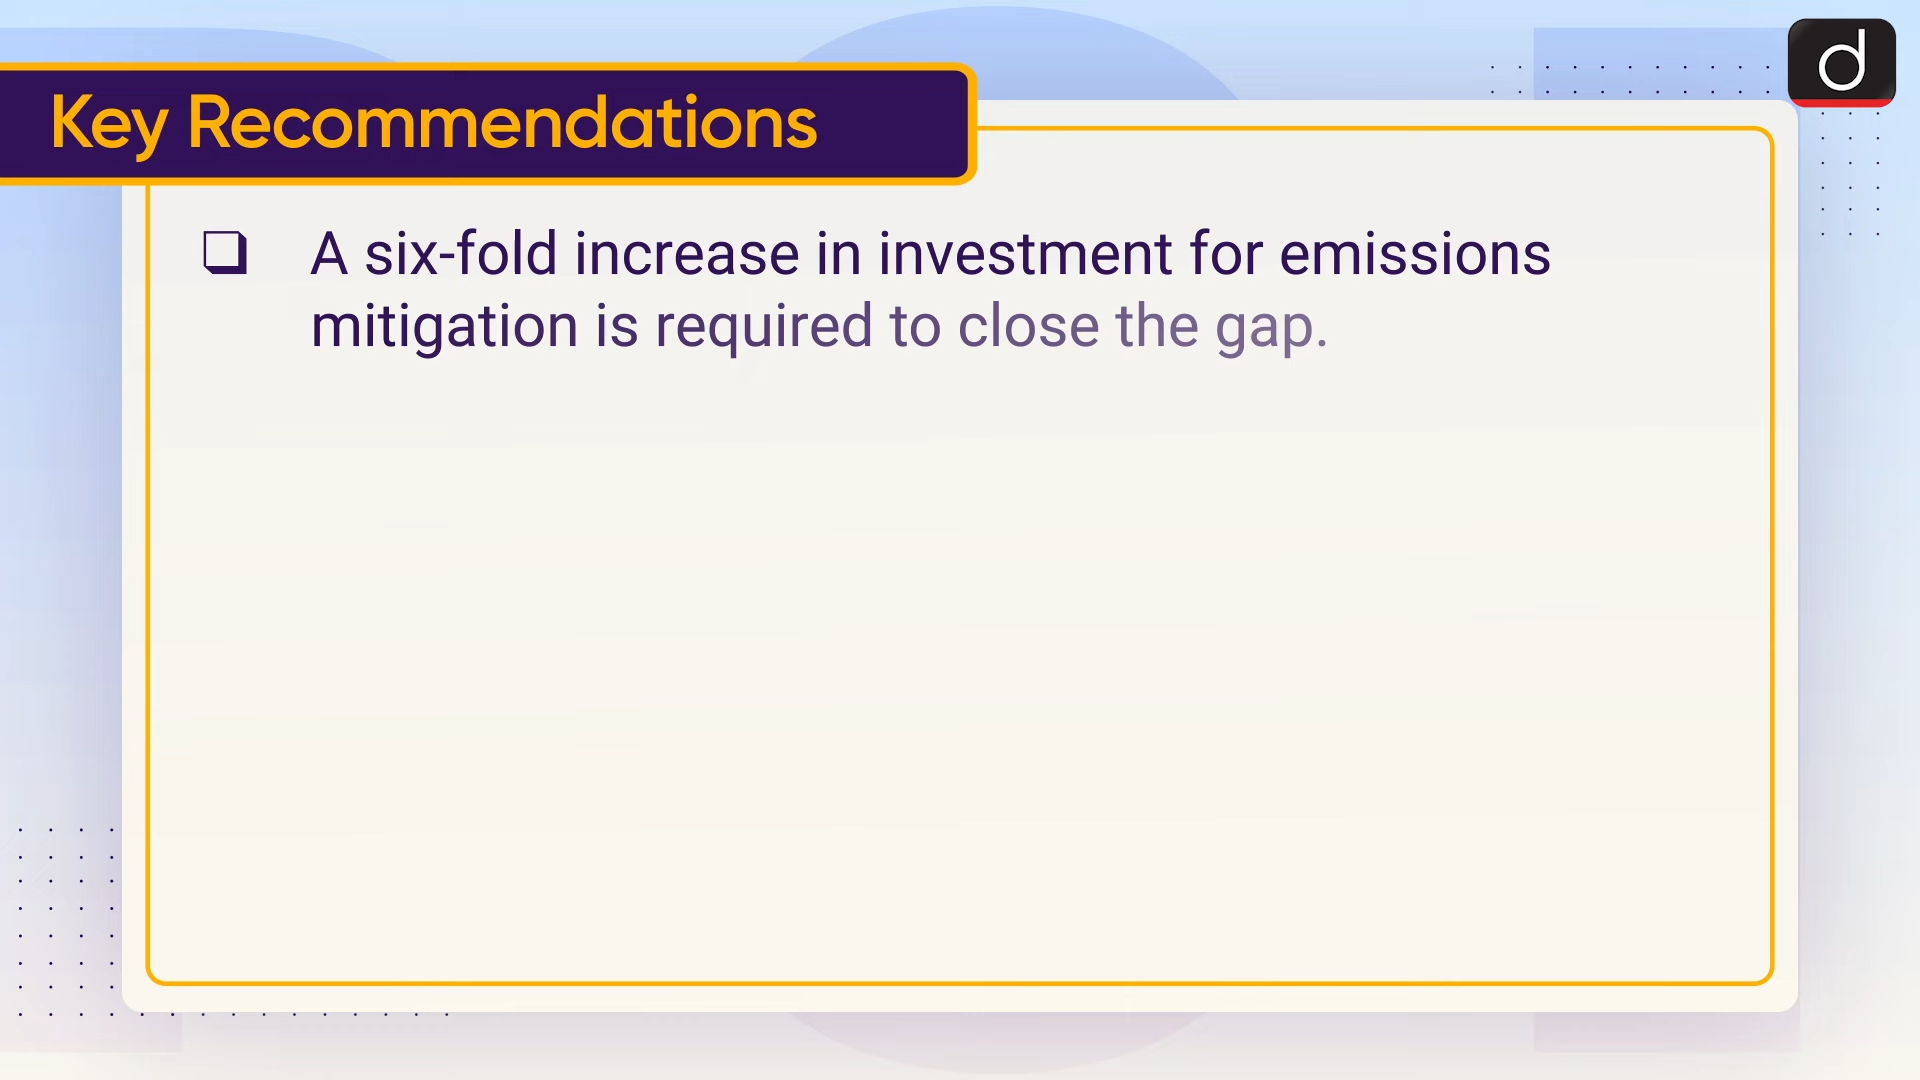 Key Recommendations
d
❑ A six-fold increase in investment for emissions
mitigation is required to close the gap.